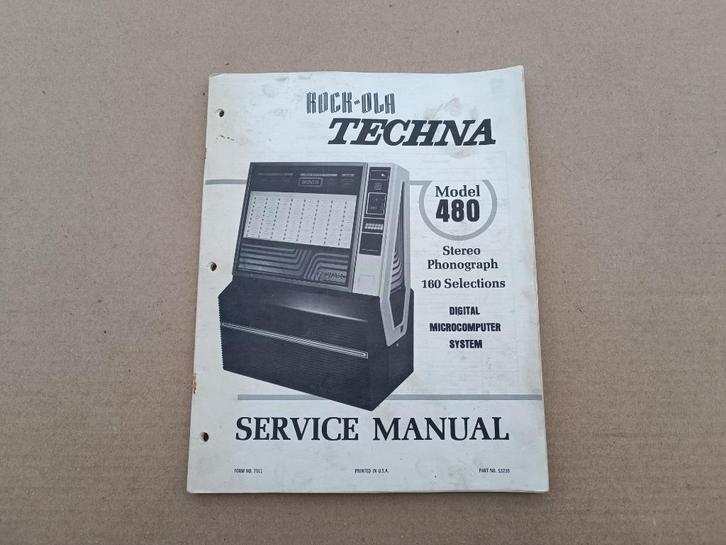 ROCK-OLA
TECHNA
Model
480
Stereo
Phonograph
160 Selections
DIGITAL
MICROCOMPUTER
SYSTEM
SERVICE MANUAL
PRINTED IN U.S.A.